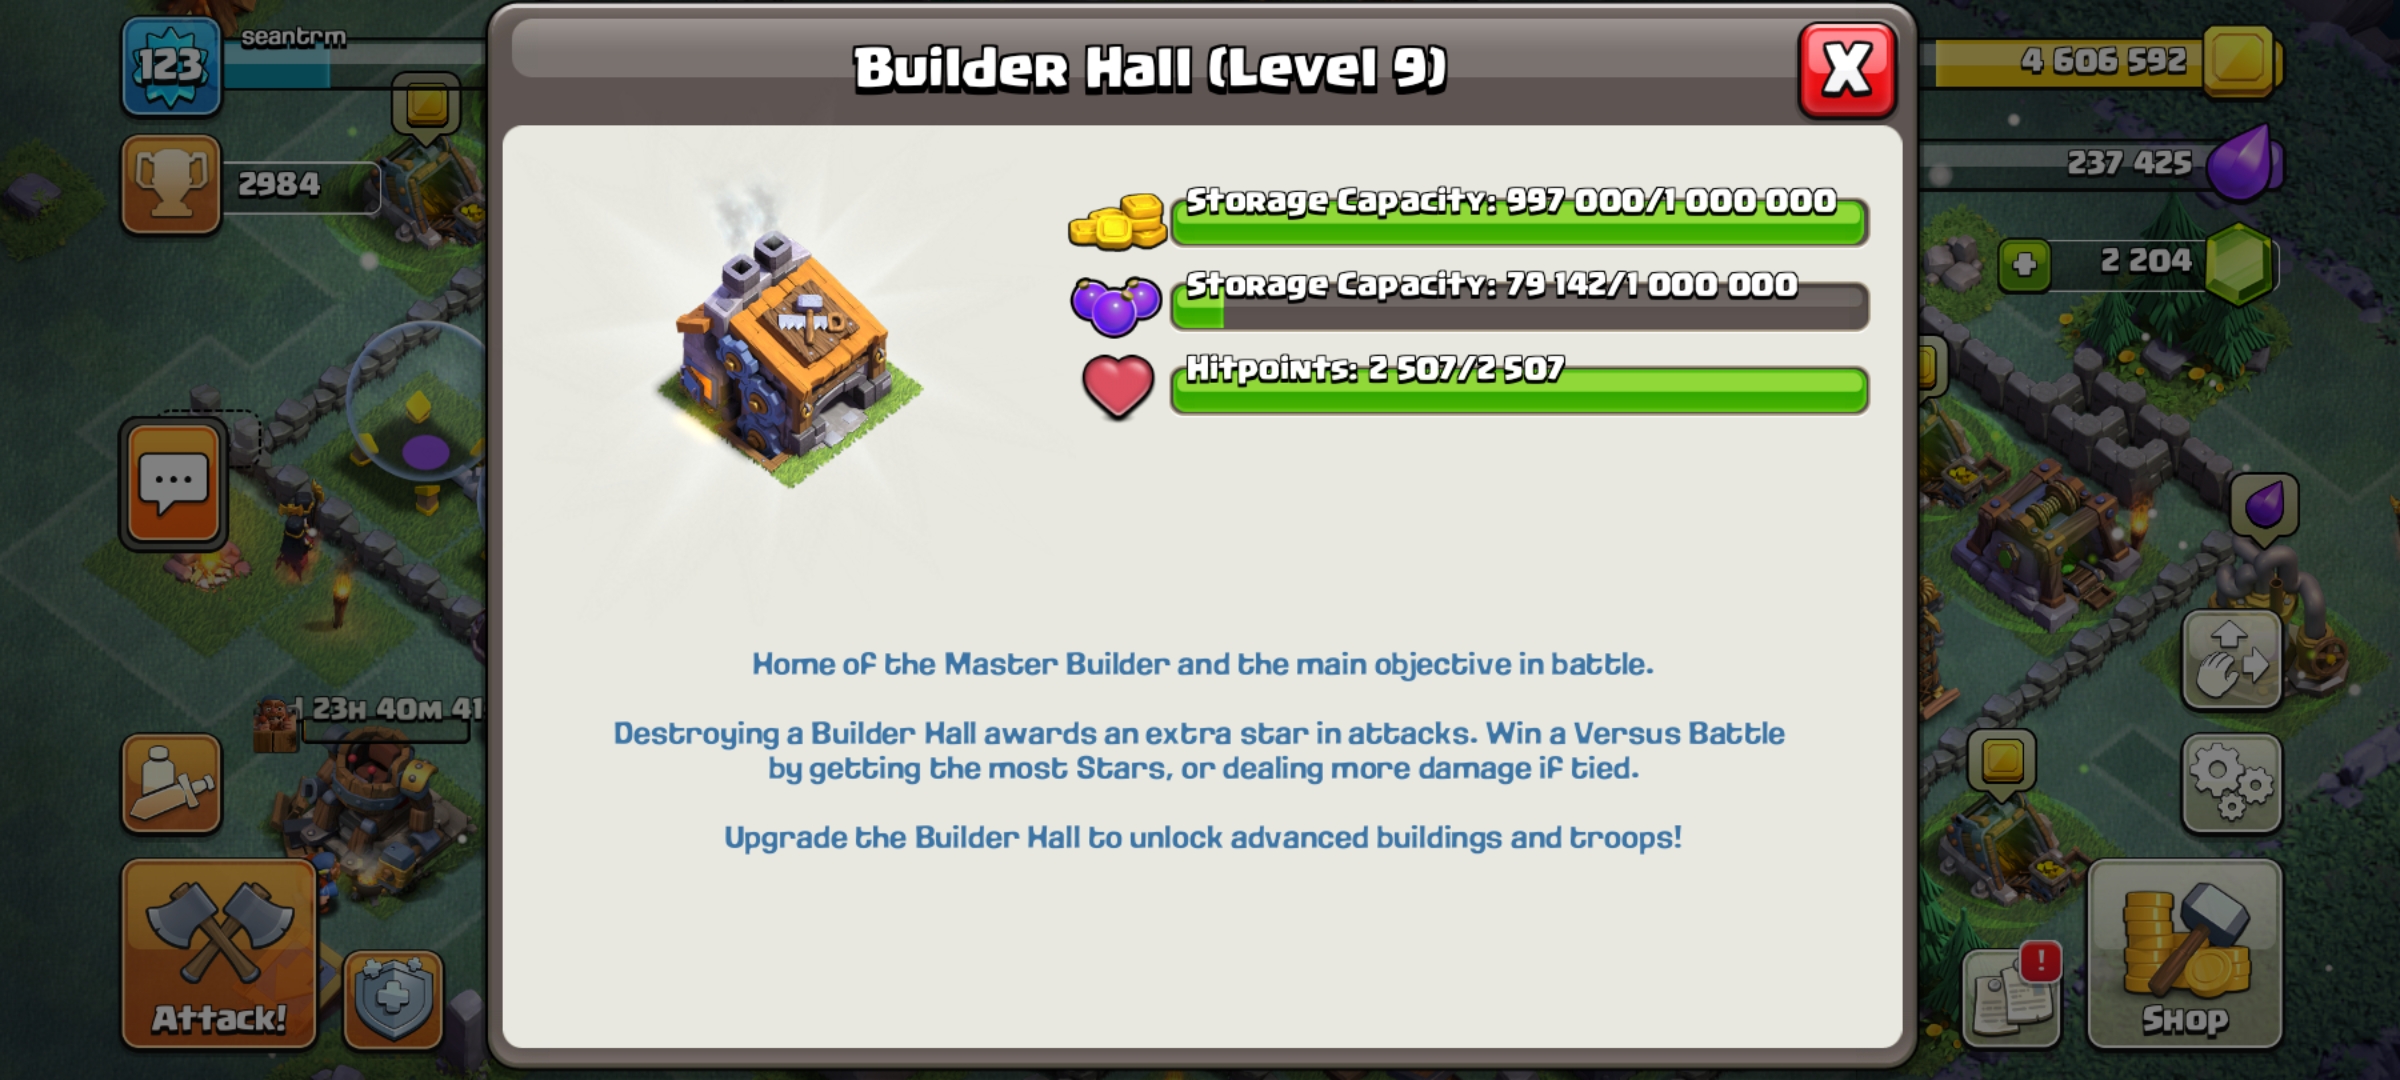 seantrm
123
Builder Hall (Level 9)
X
4 606 592
2984
237 425
2 204
Storage Capacity: 997 000/1 000 000
Storage Capacity: 79 142/1 000 000
Hitpoints: 2 507/2 507
Home of the Master Builder and the main objective in battle.
Destroying a Builder Hall awards an extra star in attacks. Win a Versus Battle
by getting the most Stars, or dealing more damage if tied.
Upgrade the Builder Hall to unlock advanced buildings and troops!
23H 40M 41
!
Attack!
Shop